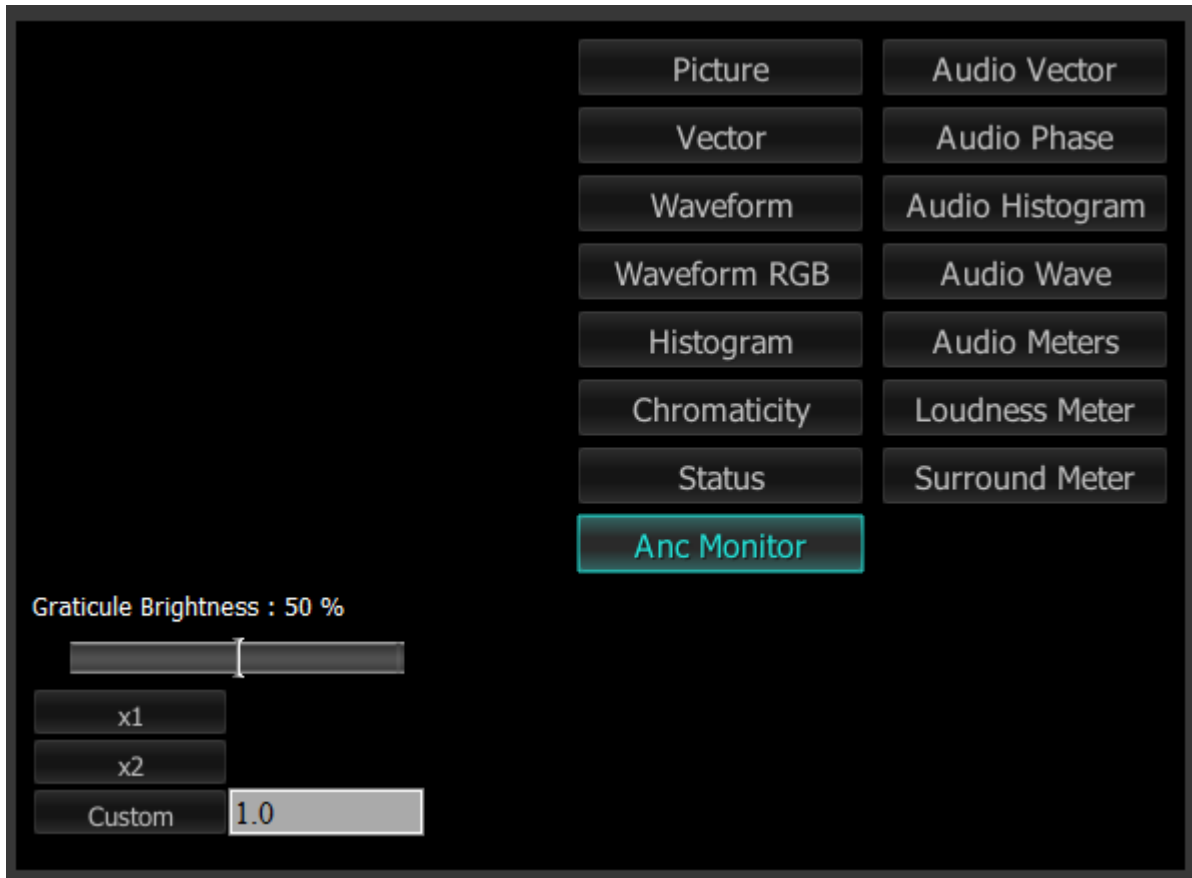 Picture
Audio Vector
Vector
Audio Phase
Waveform
Audio Histogram
Waveform RGB
Audio Wave
Histogram
Audio Meters
Chromaticity
Loudness Meter
Status
Surround Meter
Anc Monitor
Graticule Brightness : 50 %
x1
x2
Custom
1.0